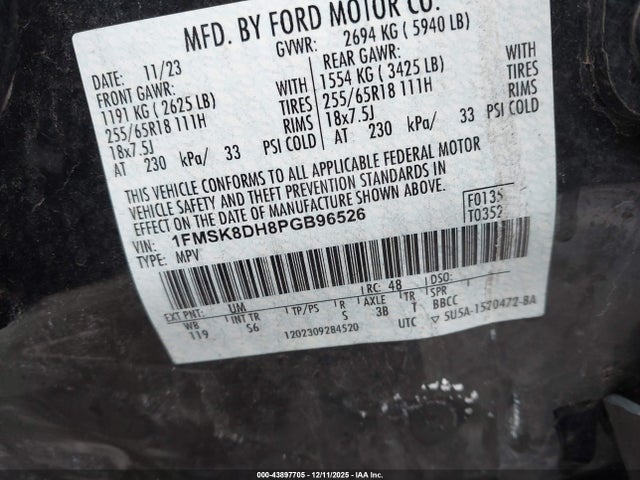 MFD. BY FORD MOTOR CO.
DATE: 11/23 GVWR: 2694 KG ( 5940 LB)
FRONT GAWR: REAR GAWR:
1191 KG ( 2625 LB) WITH 1554 KG ( 3425 LB) WITH
255/65R18 111H TIRES 255/65R18 111H TIRES
18x7.5J RIMS 18x7.5J RIMS
AT 230 kPa/ 33 PSI COLD AT 230 kPa/ 33 PSI COLD
THIS VEHICLE CONFORMS TO ALL APPLICABLE FEDERAL MOTOR
VEHICLE SAFETY AND THEFT PREVENTION STANDARDS IN
EFFECT ON THE DATE OF MANUFACTURE SHOWN ABOVE.
VIN: 1FMSK8DH8PGB96526 F0135
TYPE: MPV T0352
EXT PNT: UM RC: 48 DSO:
WB INT TR TP/PS R AXLE TR SPR
119 S6 S 3B T BBCC
1202309284520 UTC ▽ 5U5A-1520472-BA
000-43897705 - 12/11/2025 - IAA Inc.